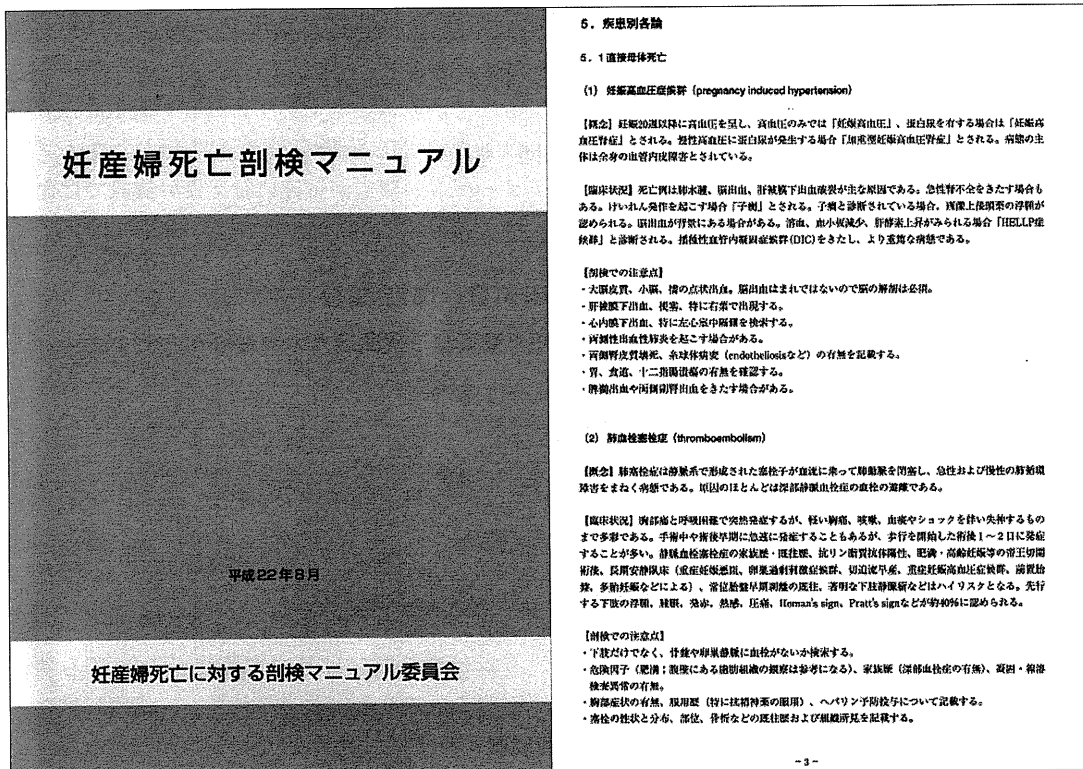 妊産婦死亡剖検マニュアル
平成22年8月
妊産婦死亡に対する剖検マニュアル委員会
5．疾患別各論
5．1直接母体死亡
(1) 妊娠高血圧症候群 (pregnancy induced hypertension)
【概念】妊娠20週以降に高血圧を呈し、高血圧のみでは「妊娠高血圧」、蛋白尿を有する場合は「妊娠高
血圧腎症」とされる。慢性高血圧に蛋白尿が発生する場合「加重型妊娠高血圧腎症」とされる。病態の主
体は全身の血管内皮障害とされている。
【臨床状況】死亡例は肺水腫、脳出血、肝被膜下出血破裂が主な原因である。急性腎不全をきたす場合も
ある。けいれん発作を起こす場合「子癇」とされる。子癇と診断されている場合、画像上後頭葉の浮腫が
認められる。脳出血が背景にある場合がある。溶血、血小板減少、肝酵素上昇がみられる場合「HELLP症
候群」と診断される。播種性血管内凝固症候群(DIC)をきたし、より重篤な病態である。
【剖検での注意点】
・大脳皮質、小脳、橋の点状出血。脳出血はまれではないので脳の解剖は必須。
・肝被膜下出血、梗塞、特に右葉で出現する。
・心内膜下出血、特に左心室中隔側を検索する。
・両側性出血性肺炎を起こす場合がある。
・両側腎皮質壊死、糸球体病変 (endotheliosisなど) の有無を記載する。
・胃、食道、十二指腸潰瘍の有無を確認する。
・脾臓出血や両側副腎出血をきたす場合がある。
(2) 肺血栓塞栓症 (thromboembolism)
【概念】肺塞栓症は静脈系で形成された塞栓子が血流に乗って肺動脈を閉塞し、急性および慢性の肺循環
障害をまねく病態である。原因のほとんどは深部静脈血栓症の血栓の遊離である。
【臨床状況】胸部痛と呼吸困難で突然発症するが、軽い胸痛、咳嗽、血痰やショックを伴い失神するもの
まで多彩である。手術中や術後早期に急速に発症することもあるが、歩行を開始した術後1～2日に発症
することが多い。静脈血栓塞栓症の家族歴・既往歴、抗リン脂質抗体陽性、肥満・高齢妊娠等の帝王切開
術後、長期安静臥床（重症妊娠悪阻、卵巣過剰刺激症候群、切迫流早産、重症妊娠高血圧症候群、前置胎
盤、多胎妊娠などによる）、常位胎盤早期剥離の既往、著明な下肢静脈瘤などはハイリスクとなる。先行
する下肢の浮腫、腫脹、発赤、熱感、圧痛、Homan's sign、Pratt's signなどが約40%に認められる。
【剖検での注意点】
・下肢だけでなく、骨盤や卵巣静脈に血栓がないか検索する。
・危険因子（肥満；腹壁にある脂肪組織の観察は参考になる）、家族歴（深部血栓症の有無）、凝固・線溶
検査異常の有無。
・胸部症状の有無、服用歴（特に抗精神薬の服用）、ヘパリン予防投与について記載する。
・塞栓の性状と分布、部位、骨折などの既往歴および組織所見を記載する。
～3～